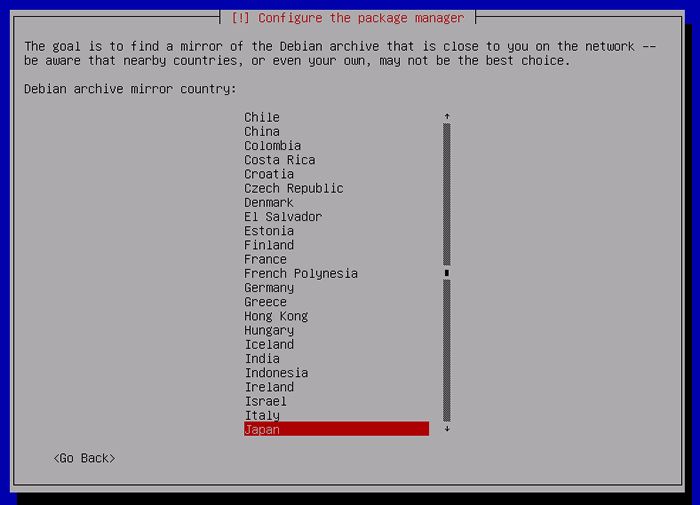 [!] Configure the package manager
The goal is to find a mirror of the Debian archive that is close to you on the network --
be aware that nearby countries, or even your own, may not be the best choice.
Debian archive mirror country:
Chile
China
Colombia
Costa Rica
Croatia
Czech Republic
Denmark
El Salvador
Estonia
Finland
France
French Polynesia
Germany
Greece
Hong Kong
Hungary
Iceland
India
Indonesia
Ireland
Israel
Italy
Japan
<Go Back>